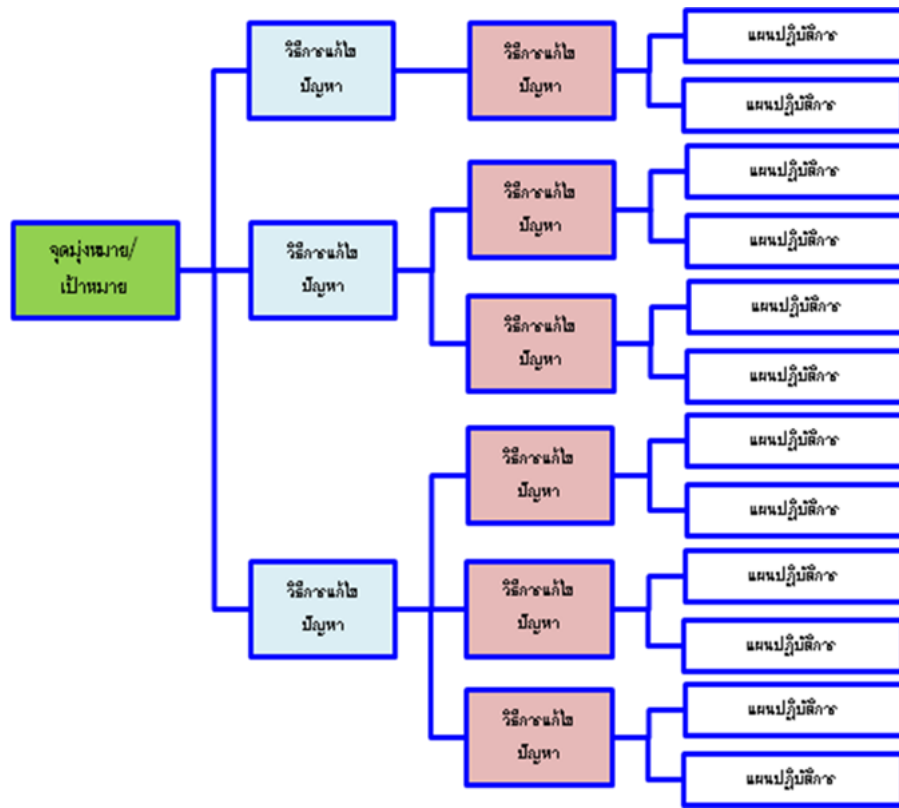 จุดมุ่งหมาย/
เป้าหมาย
วิธีการแก้ไข
ปัญหา
วิธีการแก้ไข
ปัญหา
แผนปฏิบัติการ
แผนปฏิบัติการ
วิธีการแก้ไข
ปัญหา
วิธีการแก้ไข
ปัญหา
แผนปฏิบัติการ
แผนปฏิบัติการ
วิธีการแก้ไข
ปัญหา
แผนปฏิบัติการ
แผนปฏิบัติการ
วิธีการแก้ไข
ปัญหา
วิธีการแก้ไข
ปัญหา
แผนปฏิบัติการ
แผนปฏิบัติการ
วิธีการแก้ไข
ปัญหา
แผนปฏิบัติการ
แผนปฏิบัติการ
วิธีการแก้ไข
ปัญหา
แผนปฏิบัติการ
แผนปฏิบัติการ